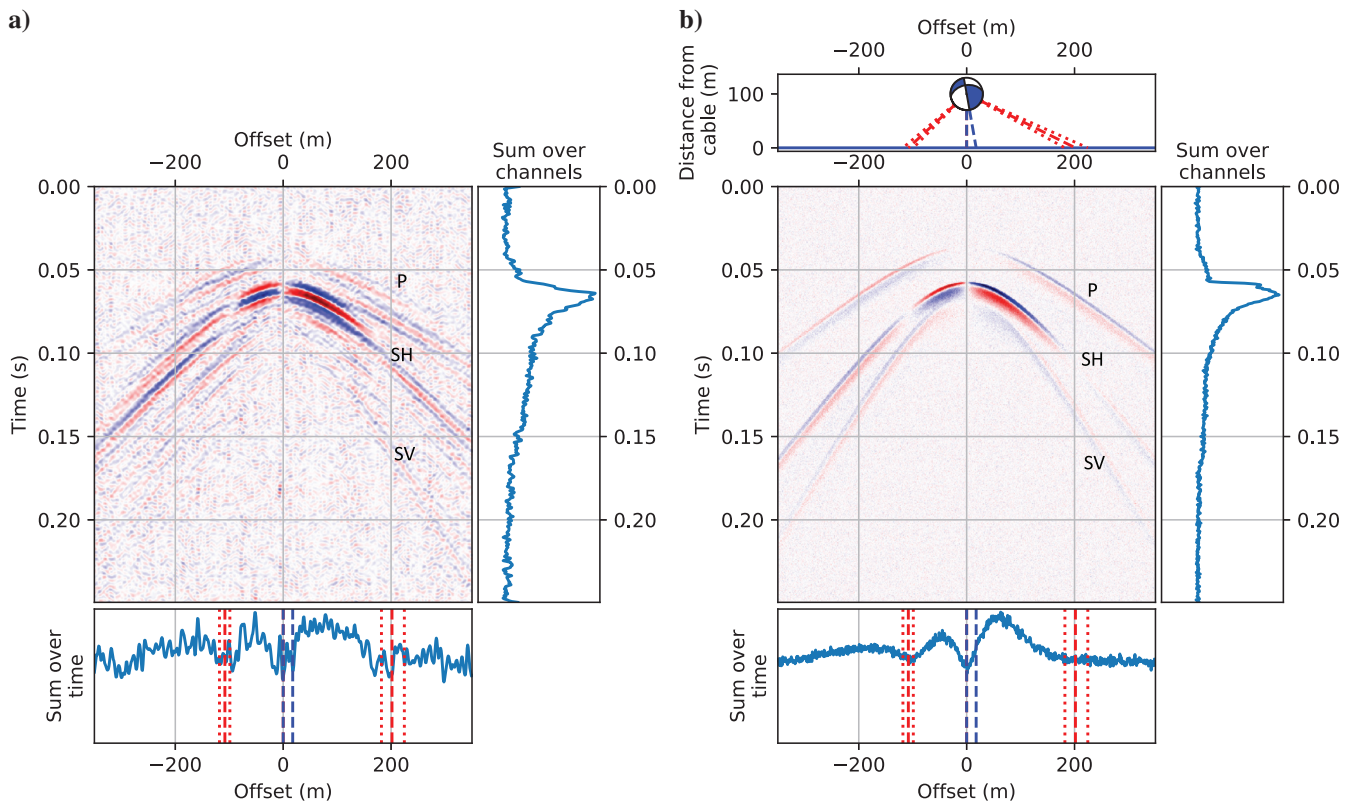 a)
Offset (m)
−200 0 200
Sum over
channels
0.00
0.05
0.10
0.15
0.20
Time (s)
P
SH
SV
0.00
0.05
0.10
0.15
0.20
Sum over
time
−200 0 200
Offset (m)
b)
Offset (m)
−200 0 200
Distance from
cable (m)
100
0
−200 0 200
Sum over
channels
0.00
0.05
0.10
0.15
0.20
Time (s)
P
SH
SV
0.00
0.05
0.10
0.15
0.20
Sum over
time
−200 0 200
Offset (m)